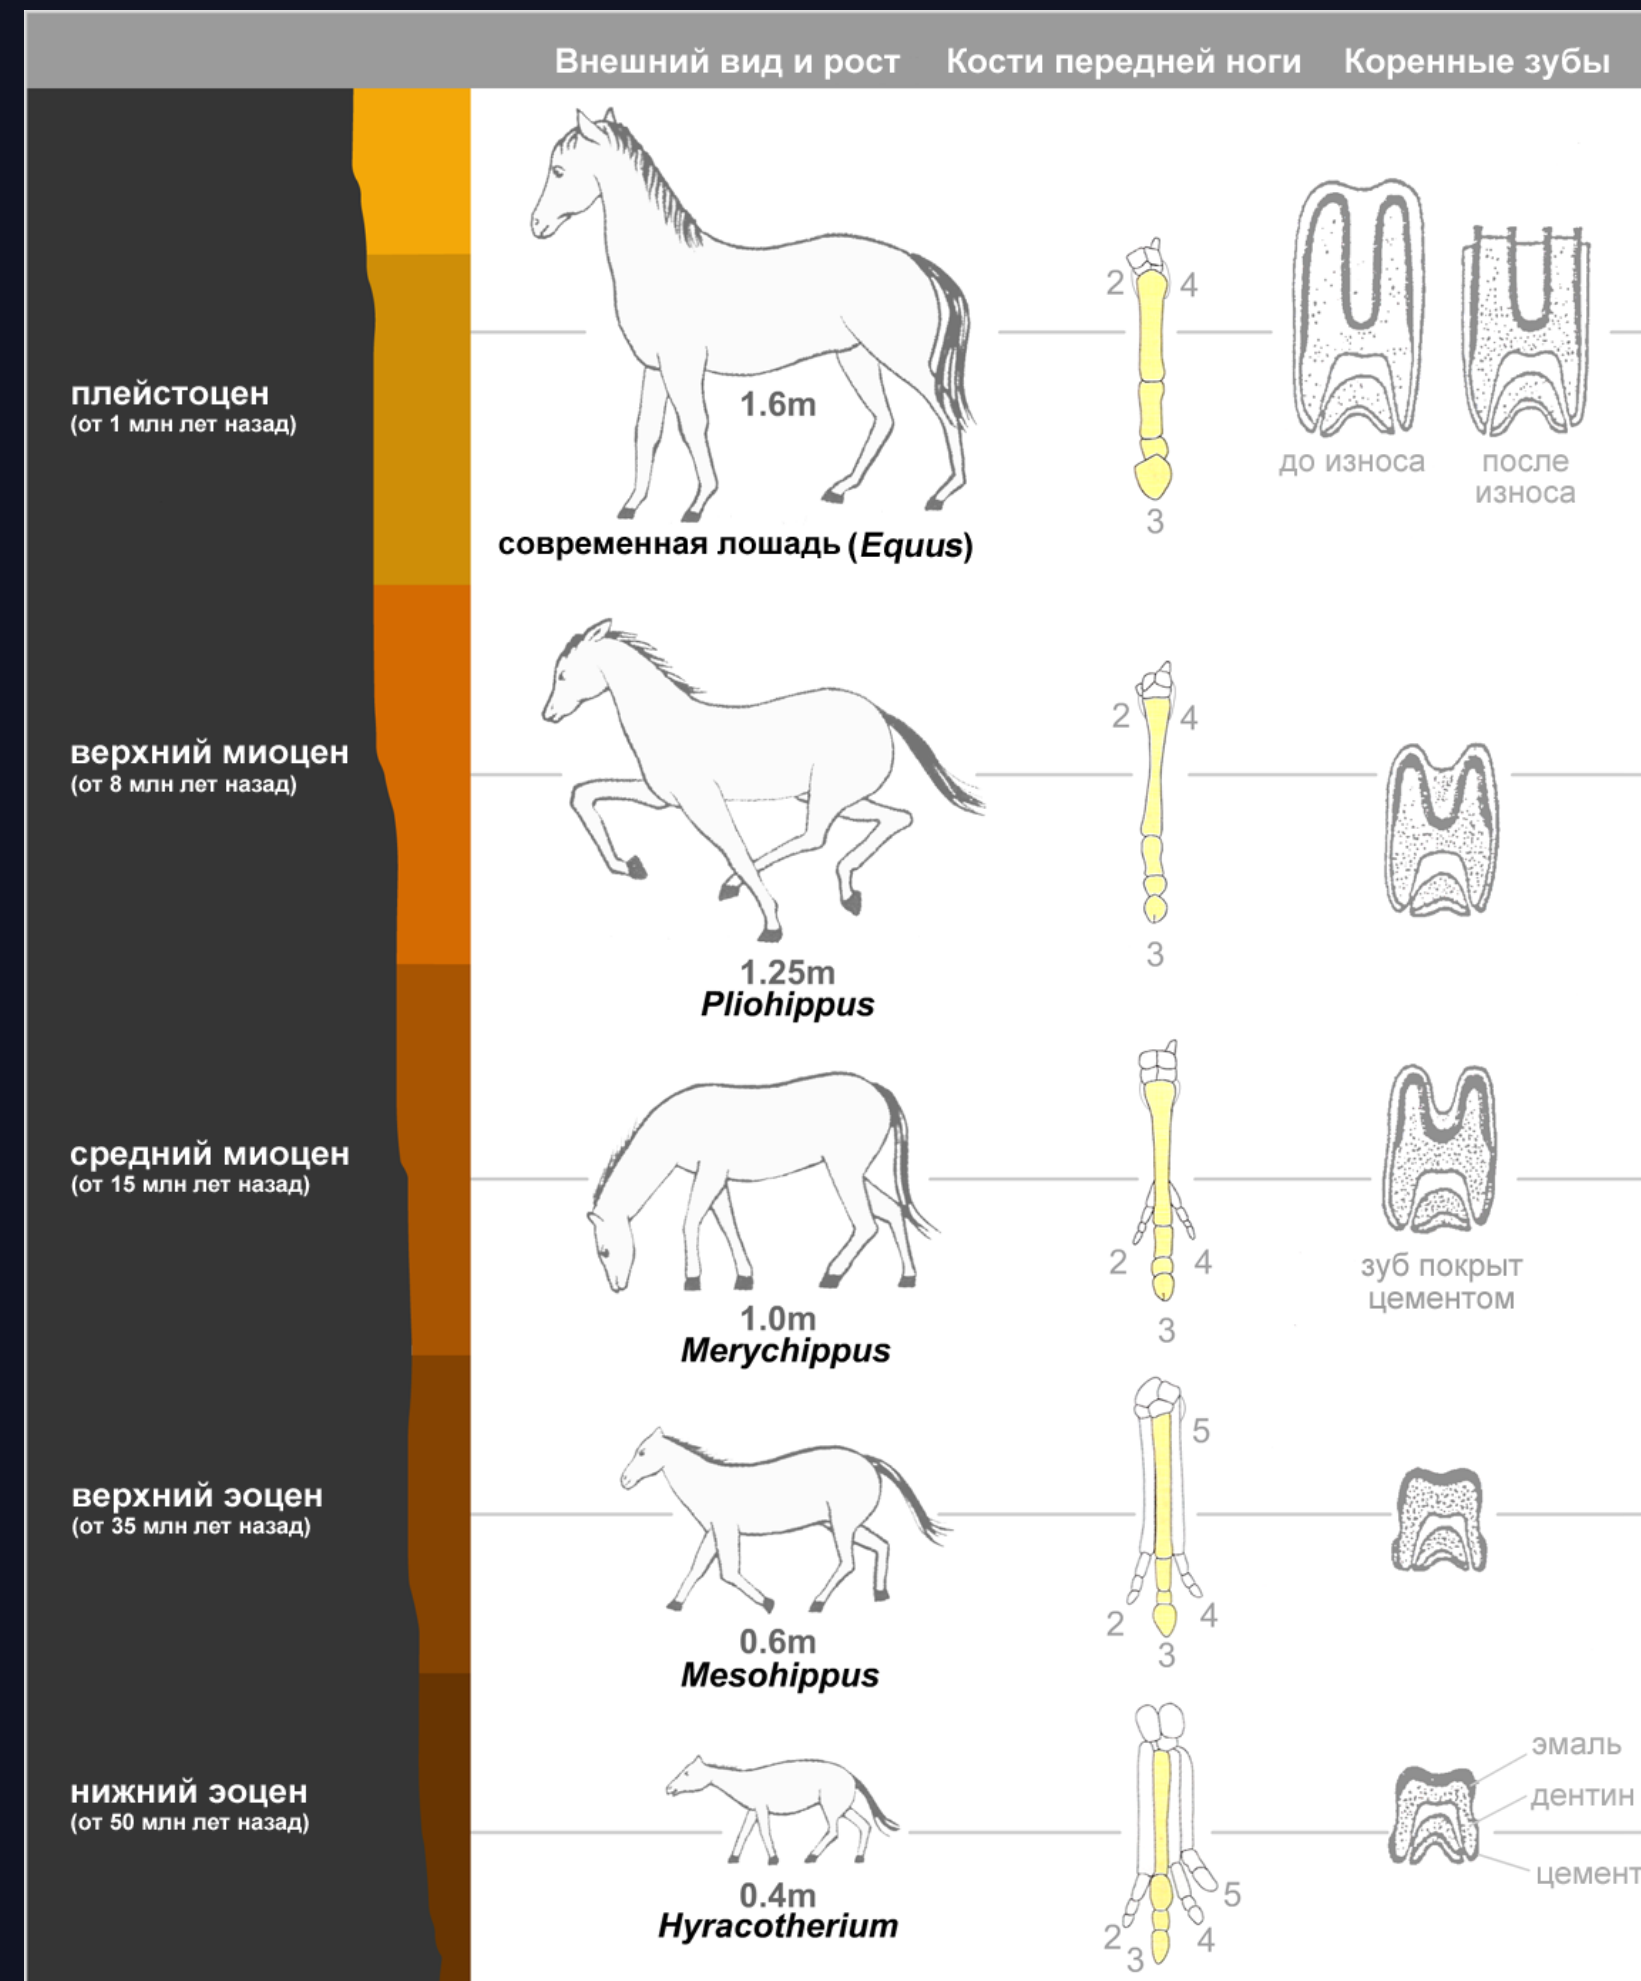 Внешний вид и рост
Кости передней ноги
Коренные зубы
плейстоцен
(от 1 млн лет назад)
1.6m
современная лошадь (Equus)
2
4
3
до износа
после
износа
верхний миоцен
(от 8 млн лет назад)
1.25m
Pliohippus
2
4
3
средний миоцен
(от 15 млн лет назад)
1.0m
Merychippus
2
4
3
зуб покрыт
цементом
верхний эоцен
(от 35 млн лет назад)
0.6m
Mesohippus
5
2
4
3
нижний эоцен
(от 50 млн лет назад)
0.4m
Hyracotherium
5
2
4
3
эмаль
дентин
цемент